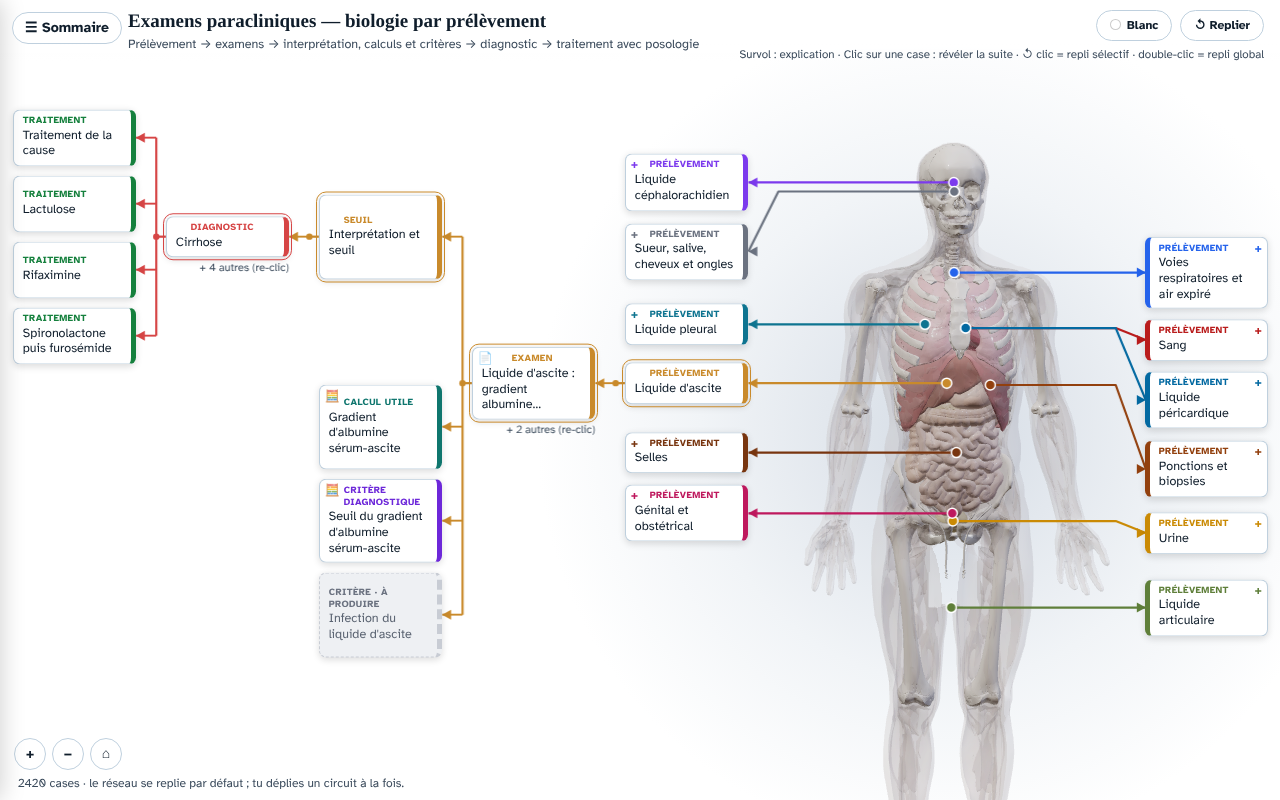 ☰ Sommaire
Examens paracliniques — biologie par prélèvement
Prélèvement → examens → interprétation, calculs et critères → diagnostic → traitement avec posologie
Blanc
↺ Replier
Survol : explication · Clic sur une case : révéler la suite · ↺ clic = repli sélectif · double-clic = repli global
TRAITEMENT
Traitement de la
cause
TRAITEMENT
Lactulose
TRAITEMENT
Rifaximine
TRAITEMENT
Spironolactone
puis furosémide
DIAGNOSTIC
Cirrhose
+ 4 autres (re-clic)
SEUIL
Interprétation et
seuil
CALCUL UTILE
Gradient
d'albumine
sérum-ascite
CRITÈRE
DIAGNOSTIQUE
Seuil du gradient
d'albumine
sérum-ascite
CRITÈRE · À
PRODUIRE
Infection du
liquide d'ascite
EXAMEN
Liquide d'ascite :
gradient
albumine…
+ 2 autres (re-clic)
+ PRÉLÈVEMENT
Liquide
céphalorachidien
+ PRÉLÈVEMENT
Sueur, salive,
cheveux et ongles
+ PRÉLÈVEMENT
Liquide pleural
PRÉLÈVEMENT
Liquide d'ascite
+ PRÉLÈVEMENT
Selles
+ PRÉLÈVEMENT
Génital et
obstétrical
PRÉLÈVEMENT +
Voies
respiratoires et
air expiré
PRÉLÈVEMENT +
Sang
PRÉLÈVEMENT +
Liquide
péricardique
PRÉLÈVEMENT +
Ponctions et
biopsies
PRÉLÈVEMENT +
Urine
PRÉLÈVEMENT +
Liquide
articulaire
+ − ⌂
2420 cases · le réseau se replie par défaut ; tu déplies un circuit à la fois.